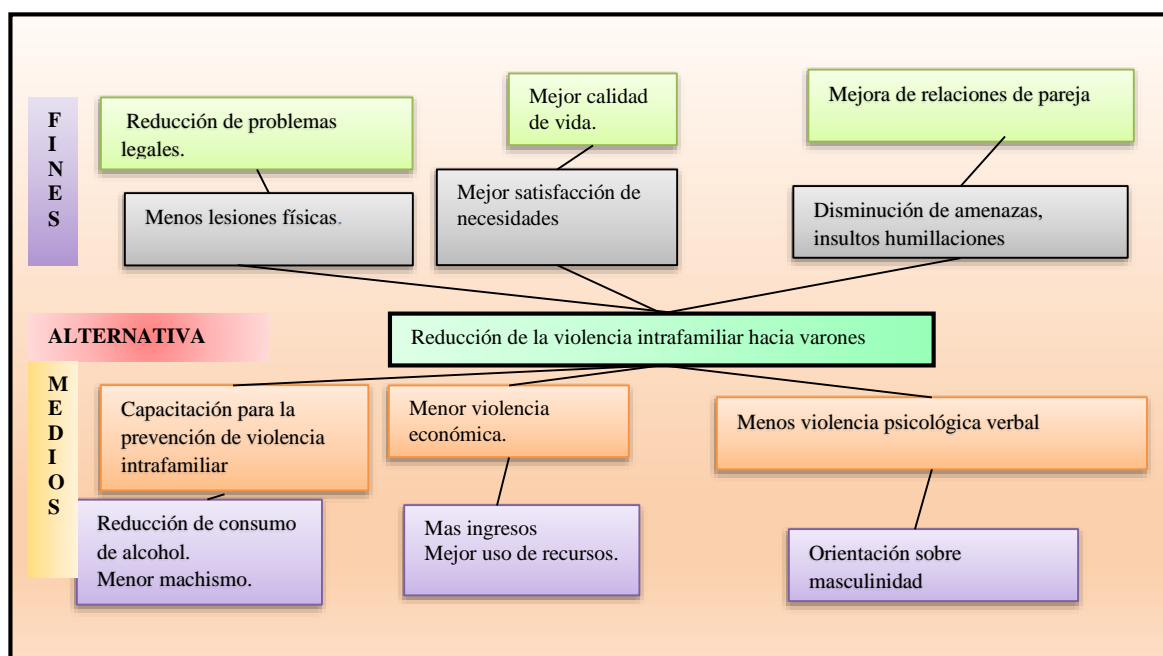 FINES
Reducción de problemas
legales.
Mejor calidad
de vida.
Mejora de relaciones de pareja
Menos lesiones físicas.
Mejor satisfacción de
necesidades
Disminución de amenazas,
insultos humillaciones
ALTERNATIVA
Reducción de la violencia intrafamiliar hacia varones
MEDIOS
Capacitación para la
prevención de violencia
intrafamiliar
Menor violencia
económica.
Menos violencia psicológica verbal
Reducción de consumo
de alcohol.
Menor machismo.
Mas ingresos
Mejor uso de recursos.
Orientación sobre
masculinidad